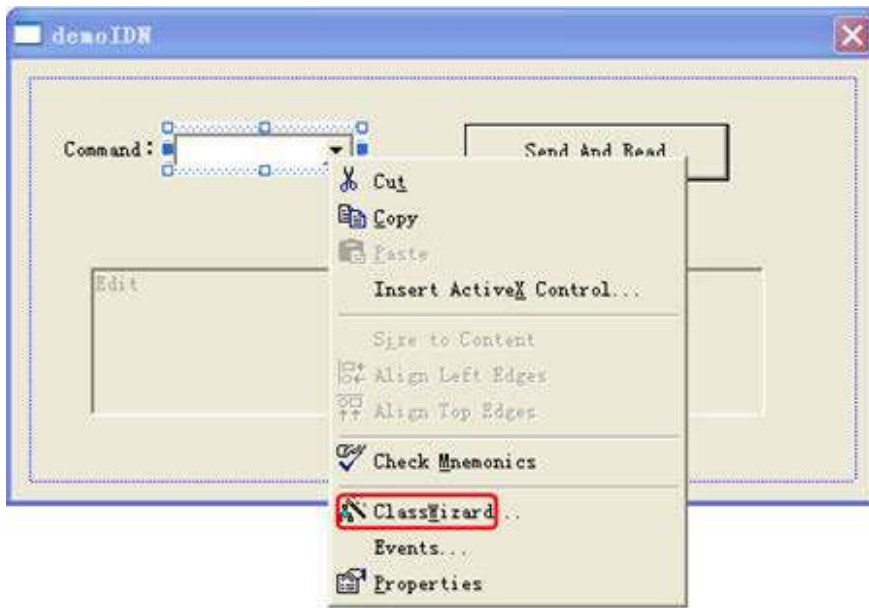 demoIDN
Command：
Send And Read
Cut
Copy
Paste
Edit
Insert ActiveX Control...
Size to Content
Align Left Edges
Align Top Edges
Check Mnemonics
ClassWizard...
Events...
Properties